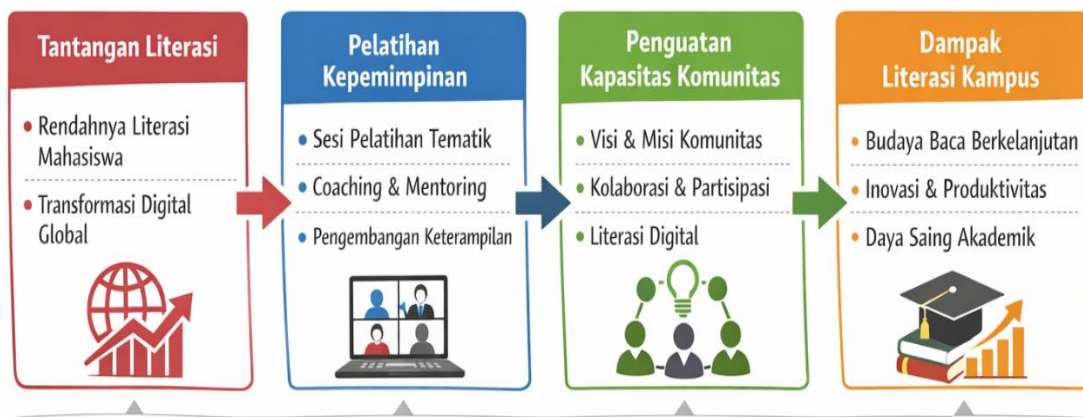 Tantangan Literasi
• Rendahnya Literasi
Mahasiswa
• Transformasi Digital
Global
Pelatihan
Kepemimpinan
• Sesi Pelatihan Tematik
• Coaching & Mentoring
• Pengembangan Keterampilan
Penguatan
Kapasitas Komunitas
• Visi & Misi Komunitas
• Kolaborasi & Partisipasi
• Literasi Digital
Dampak
Literasi Kampus
• Budaya Baca Berkelanjutan
• Inovasi & Produktivitas
• Daya Saing Akademik